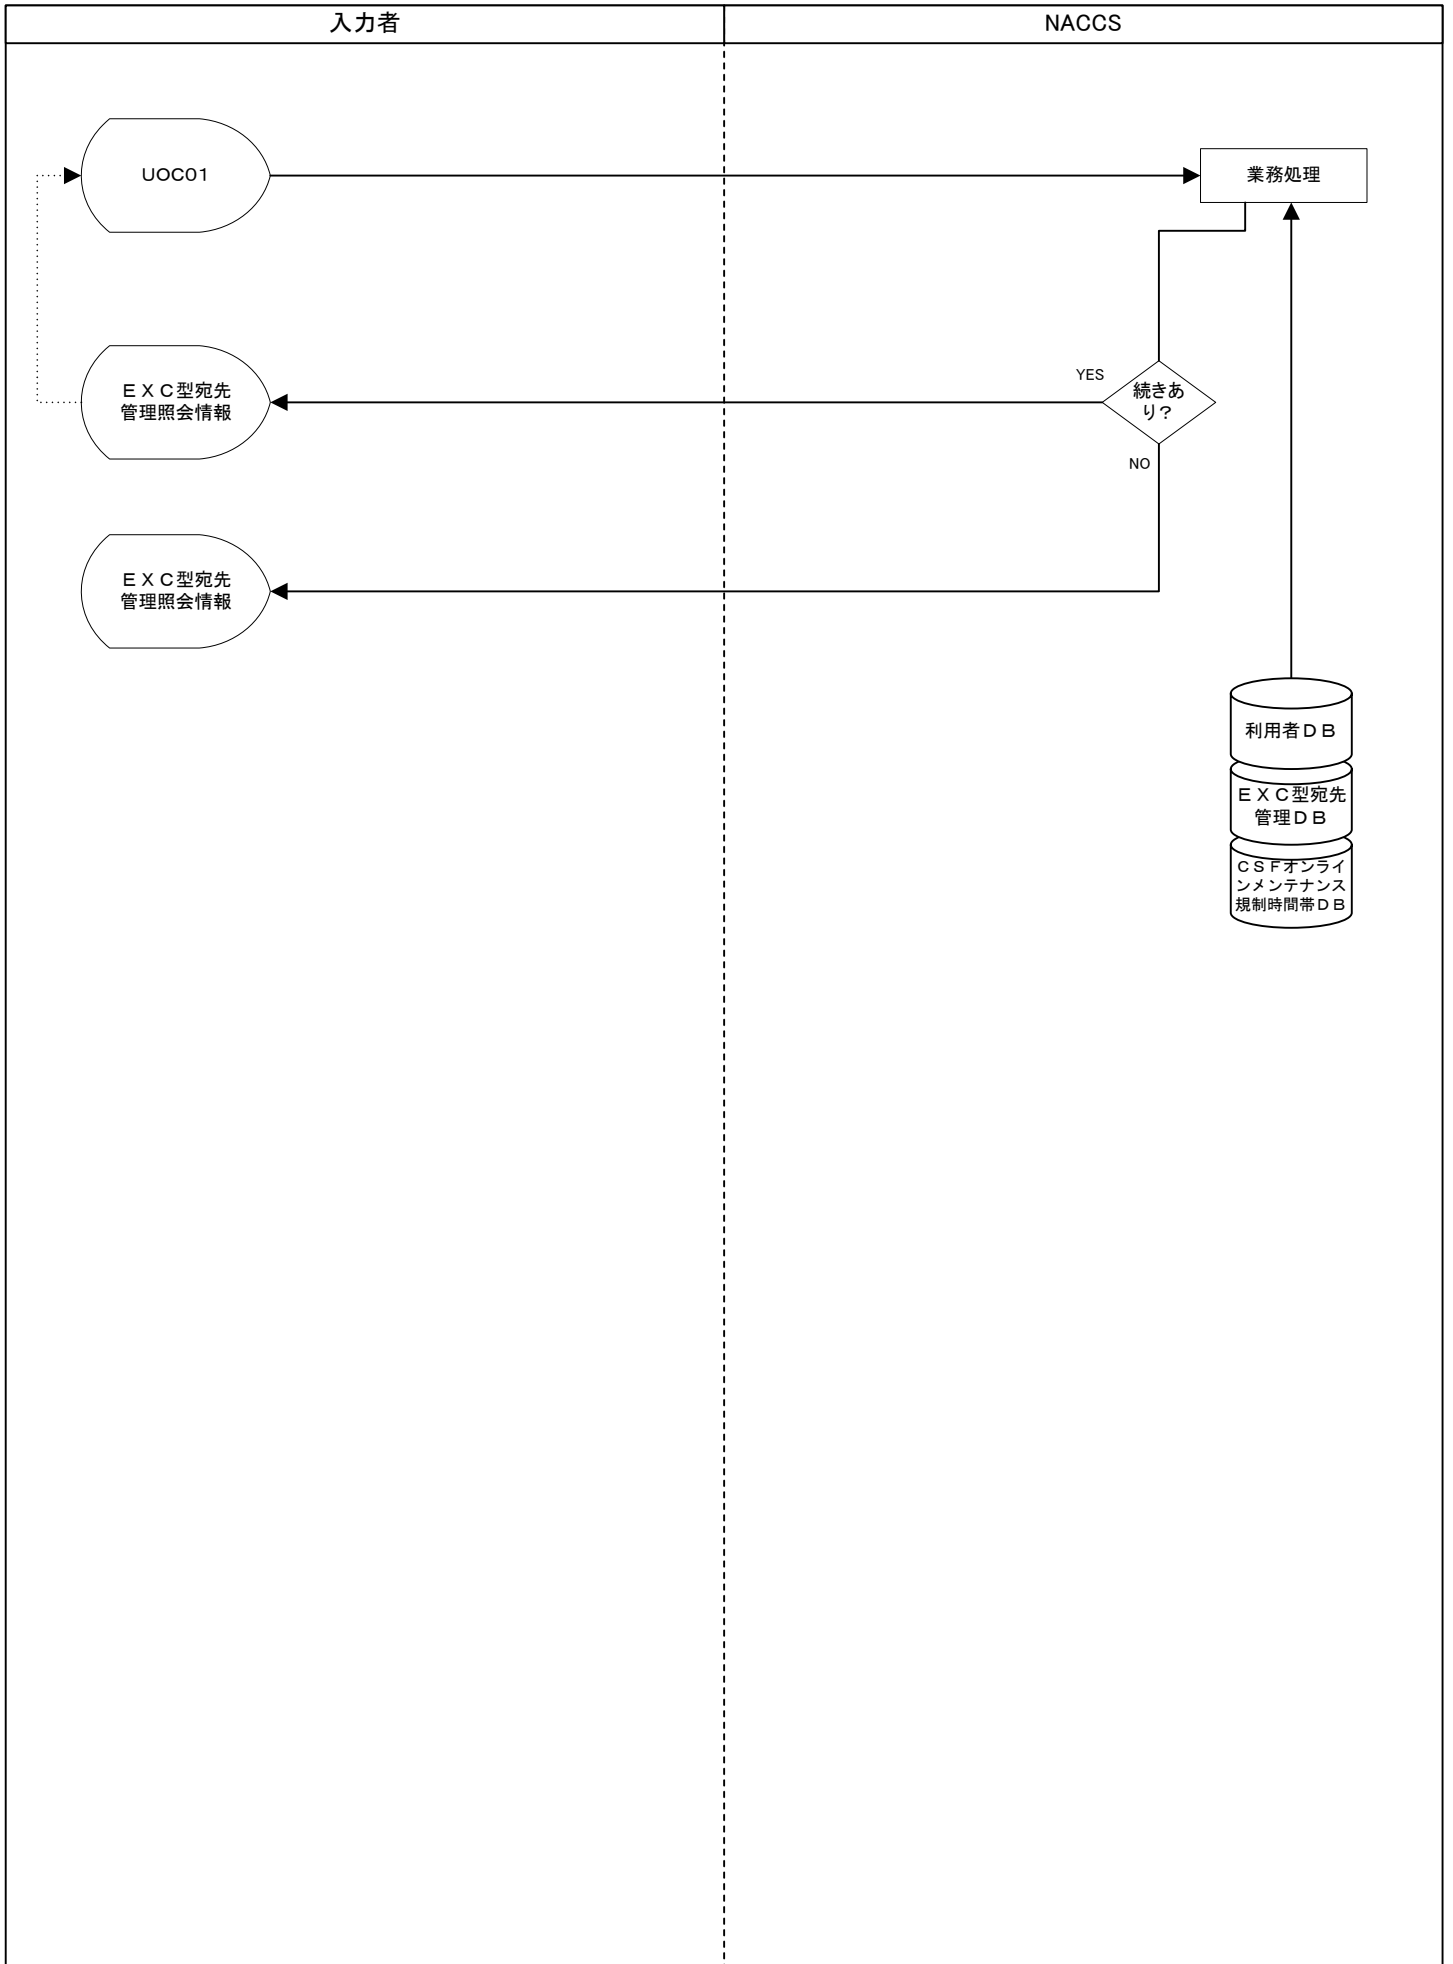 入力者
NACCS
UOC01
業務処理
EXC型宛先
管理照会情報
YES
続きあ
り?
NO
EXC型宛先
管理照会情報
利用者DB
EXC型宛先
管理DB
CSFオンライ
ンメンテナンス
規制時間帯DB